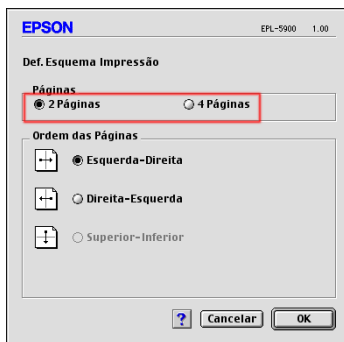 EPSON EPL-5900 1.00
Def. Esquema Impressão
Páginas
2 Páginas 4 Páginas
Ordem das Páginas
Esquerda-Direita
Direita-Esquerda
Superior-Inferior
? Cancelar OK